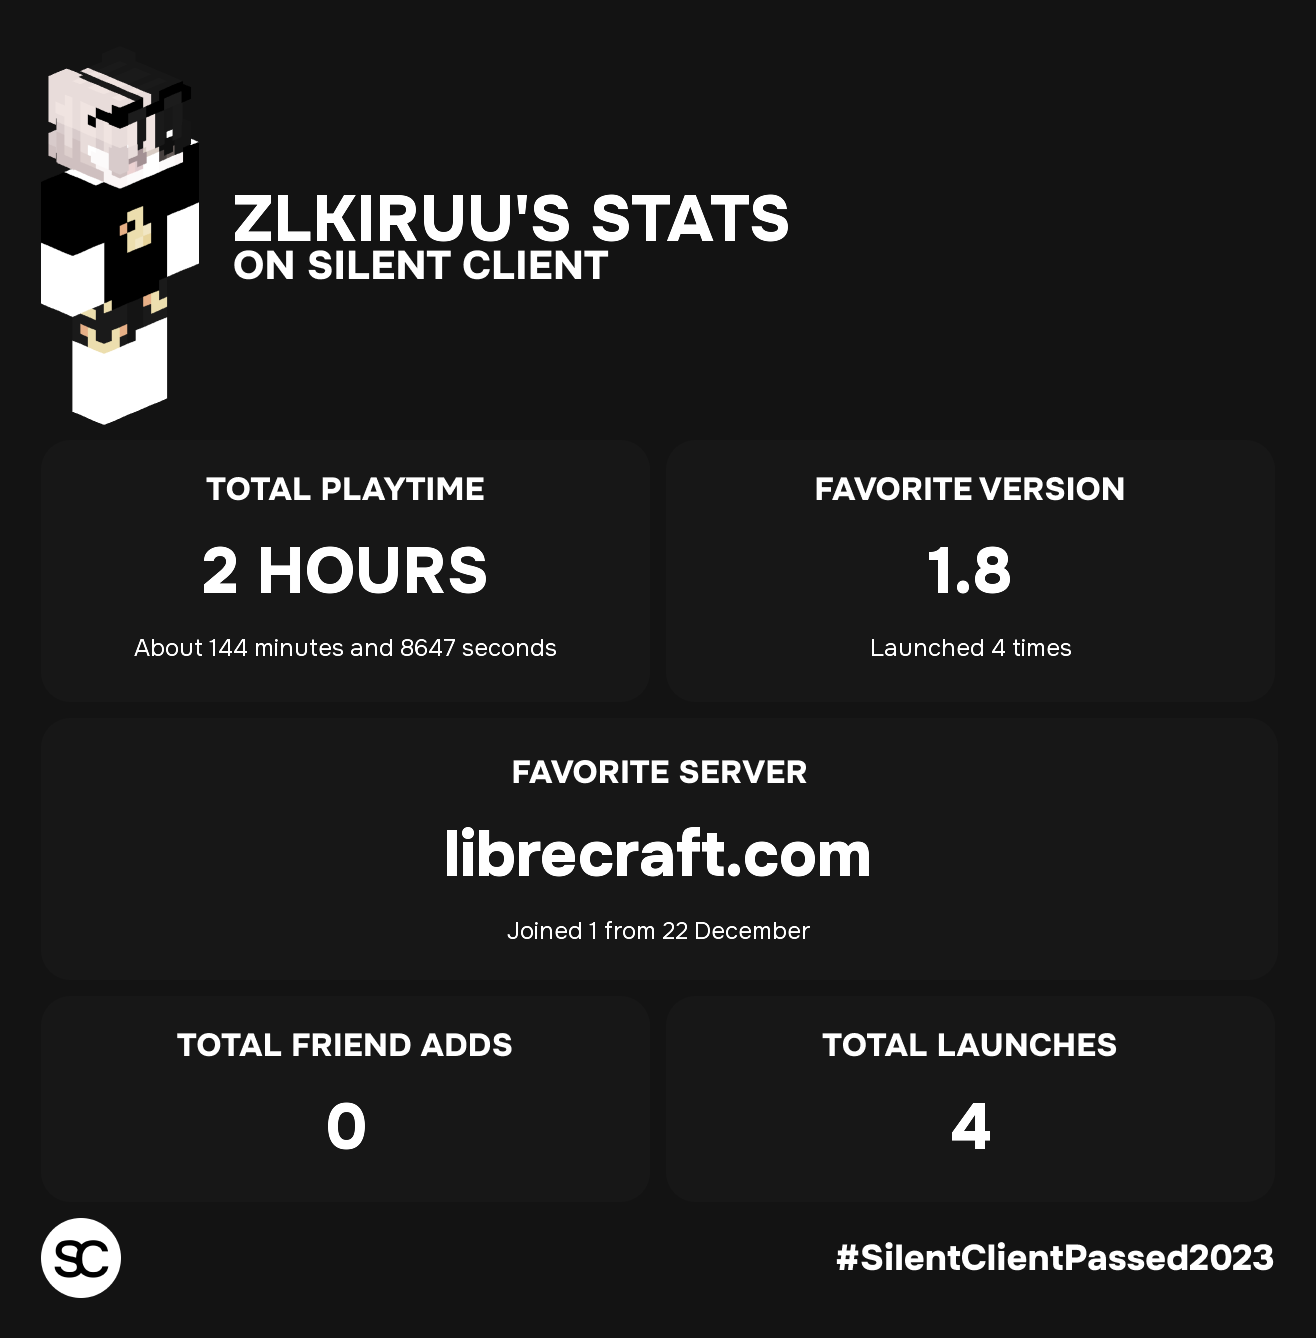 ZLKIRUU'S STATS
ON SILENT CLIENT
TOTAL PLAYTIME
2 HOURS
About 144 minutes and 8647 seconds
FAVORITE VERSION
1.8
Launched 4 times
FAVORITE SERVER
librecraft.com
Joined 1 from 22 December
TOTAL FRIEND ADDS
0
TOTAL LAUNCHES
4
SC
#SilentClientPassed2023